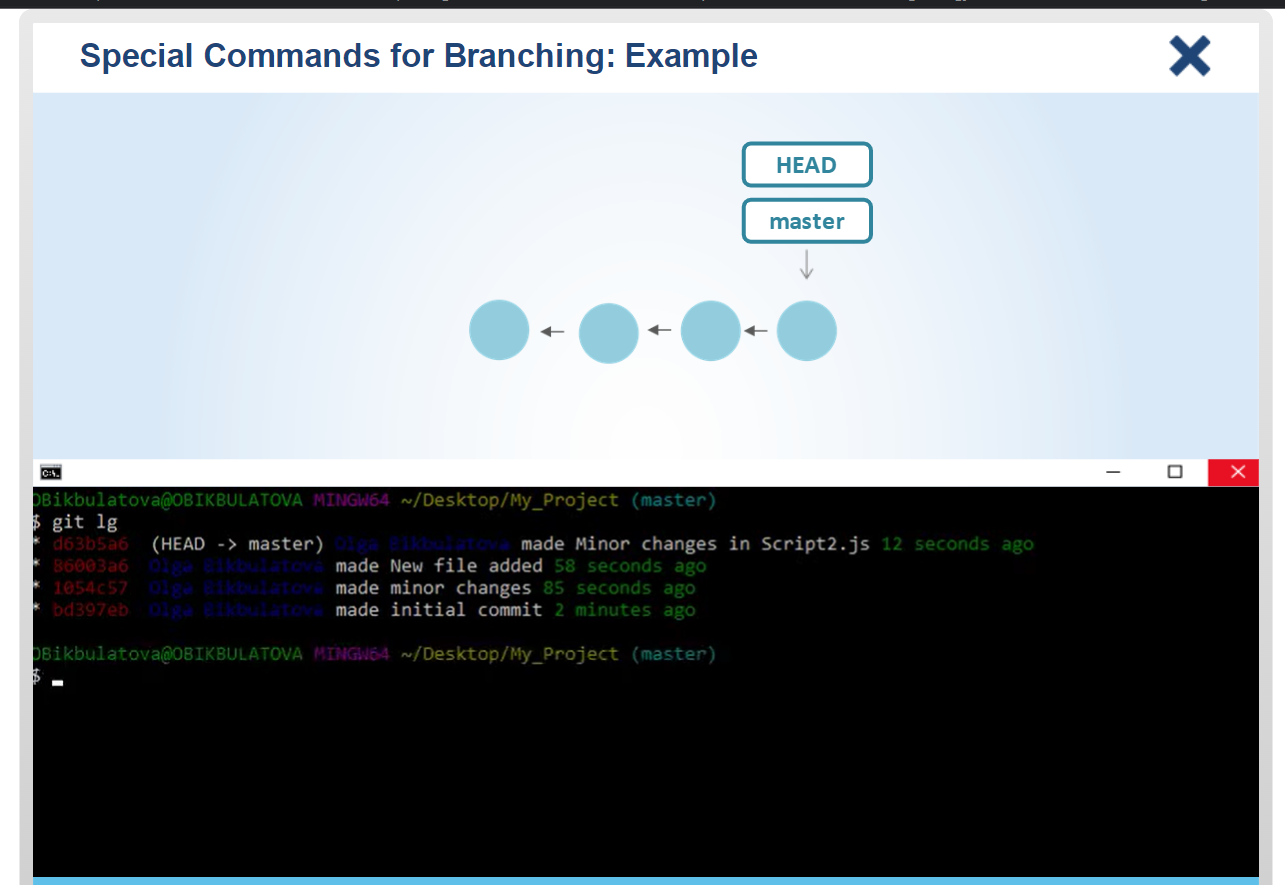 Special Commands for Branching: Example
HEAD
master
OBikbulatova@OBIKBULATOVA MINGW64 ~/Desktop/My_Project (master)
$ git lg
* d63b5a6 (HEAD -> master) Olga Bikbulatova made Minor changes in Script2.js 12 seconds ago
* 86003a6 Olga Bikbulatova made New file added 58 seconds ago
* 1054c57 Olga Bikbulatova made minor changes 85 seconds ago
* bd397eb Olga Bikbulatova made initial commit 2 minutes ago
OBikbulatova@OBIKBULATOVA MINGW64 ~/Desktop/My_Project (master)
$